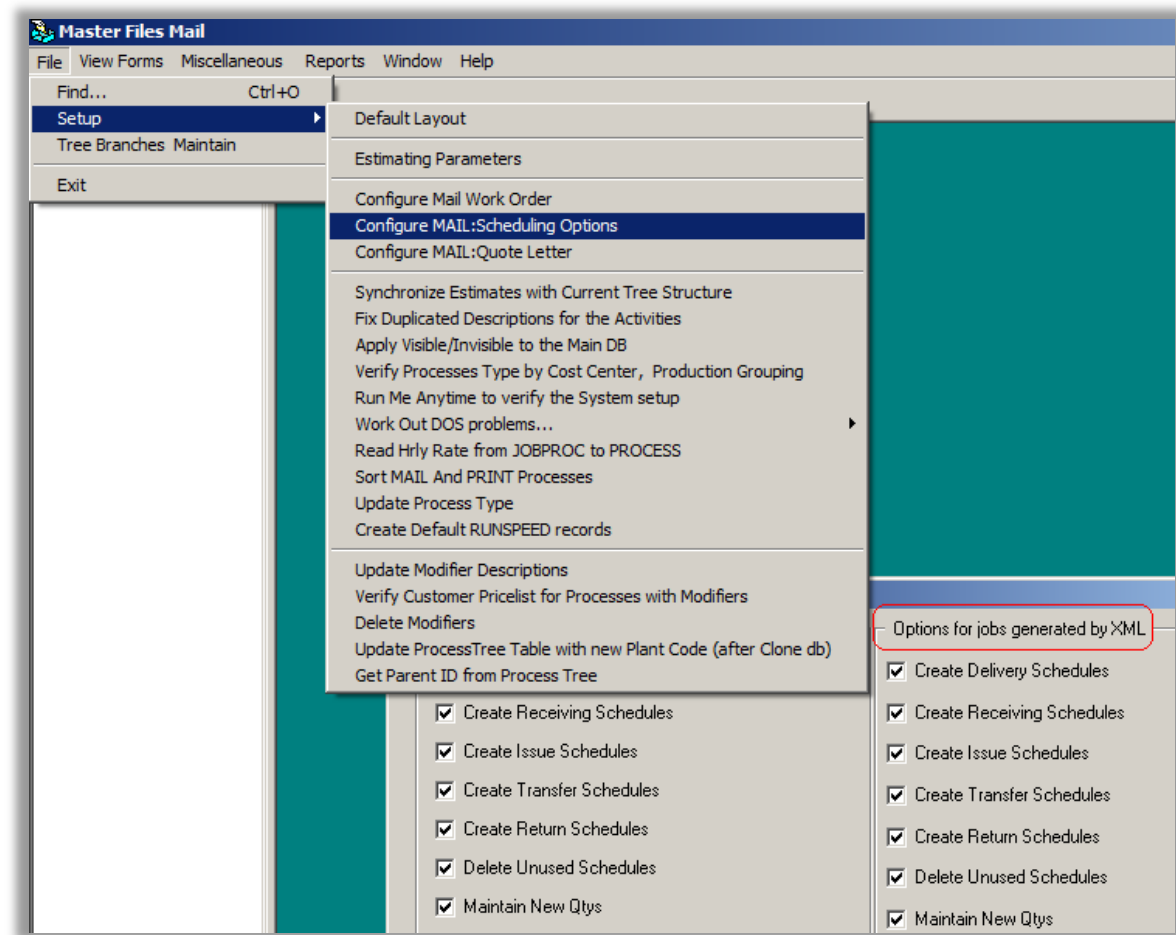 Master Files Mail
File View Forms Miscellaneous Reports Window Help
Find... Ctrl+O
Setup
Tree Branches Maintain
Exit
Default Layout
Estimating Parameters
Configure Mail Work Order
Configure MAIL:Scheduling Options
Configure MAIL:Quote Letter
Synchronize Estimates with Current Tree Structure
Fix Duplicated Descriptions for the Activities
Apply Visible/Invisible to the Main DB
Verify Processes Type by Cost Center, Production Grouping
Run Me Anytime to verify the System setup
Work Out DOS problems...
Read Hrly Rate from JOBPROC to PROCESS
Sort MAIL And PRINT Processes
Update Process Type
Create Default RUNSPEED records
Update Modifier Descriptions
Verify Customer Pricelist for Processes with Modifiers
Delete Modifiers
Update ProcessTree Table with new Plant Code (after Clone db)
Get Parent ID from Process Tree
Create Receiving Schedules
Create Issue Schedules
Create Transfer Schedules
Create Return Schedules
Delete Unused Schedules
Maintain New Qtys
Options for jobs generated by XML
Create Delivery Schedules
Create Receiving Schedules
Create Issue Schedules
Create Transfer Schedules
Create Return Schedules
Delete Unused Schedules
Maintain New Qtys